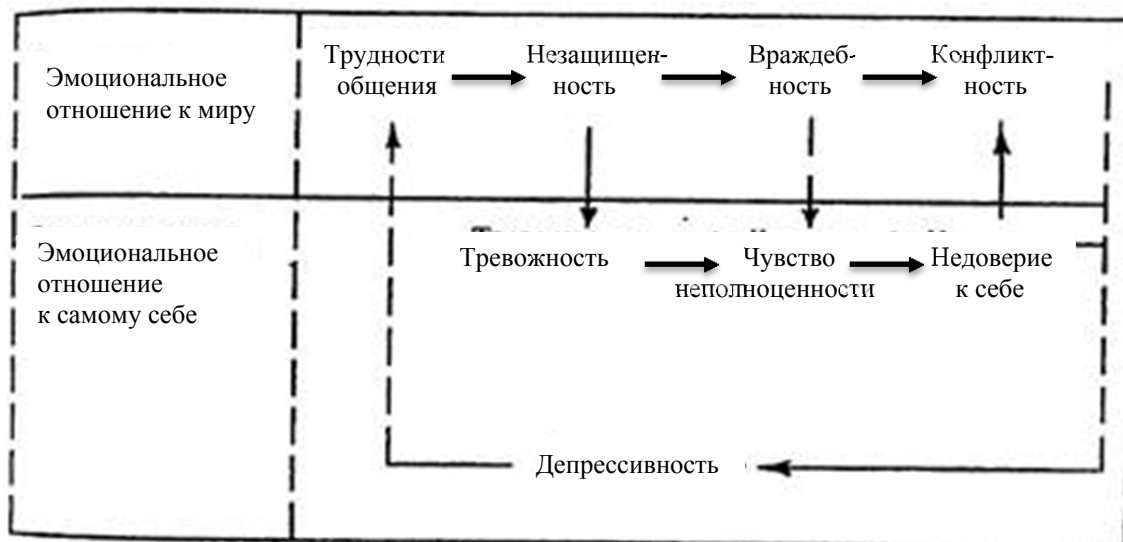 Эмоциональное
отношение к миру
Трудности
общения
Незащищен-
ность
Враждеб-
ность
Конфликт-
ность
Эмоциональное
отношение
к самому себе
Тревожность
Чувство
неполноценности
Недоверие
к себе
Депрессивность